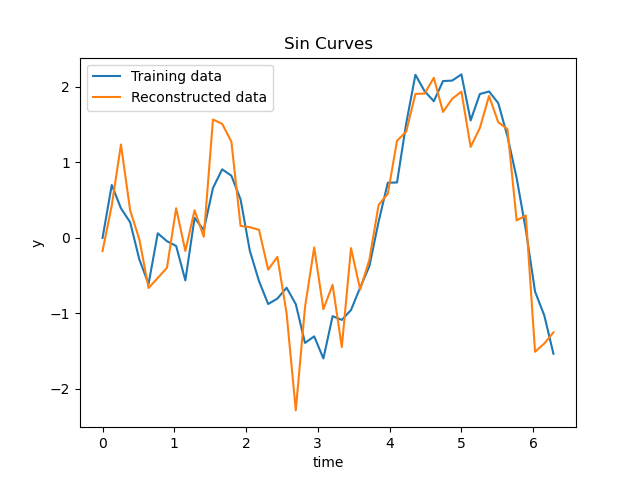 Sin Curves
Training data
Reconstructed data
y
2
1
0
−1
−2
0 1 2 3 4 5 6
time